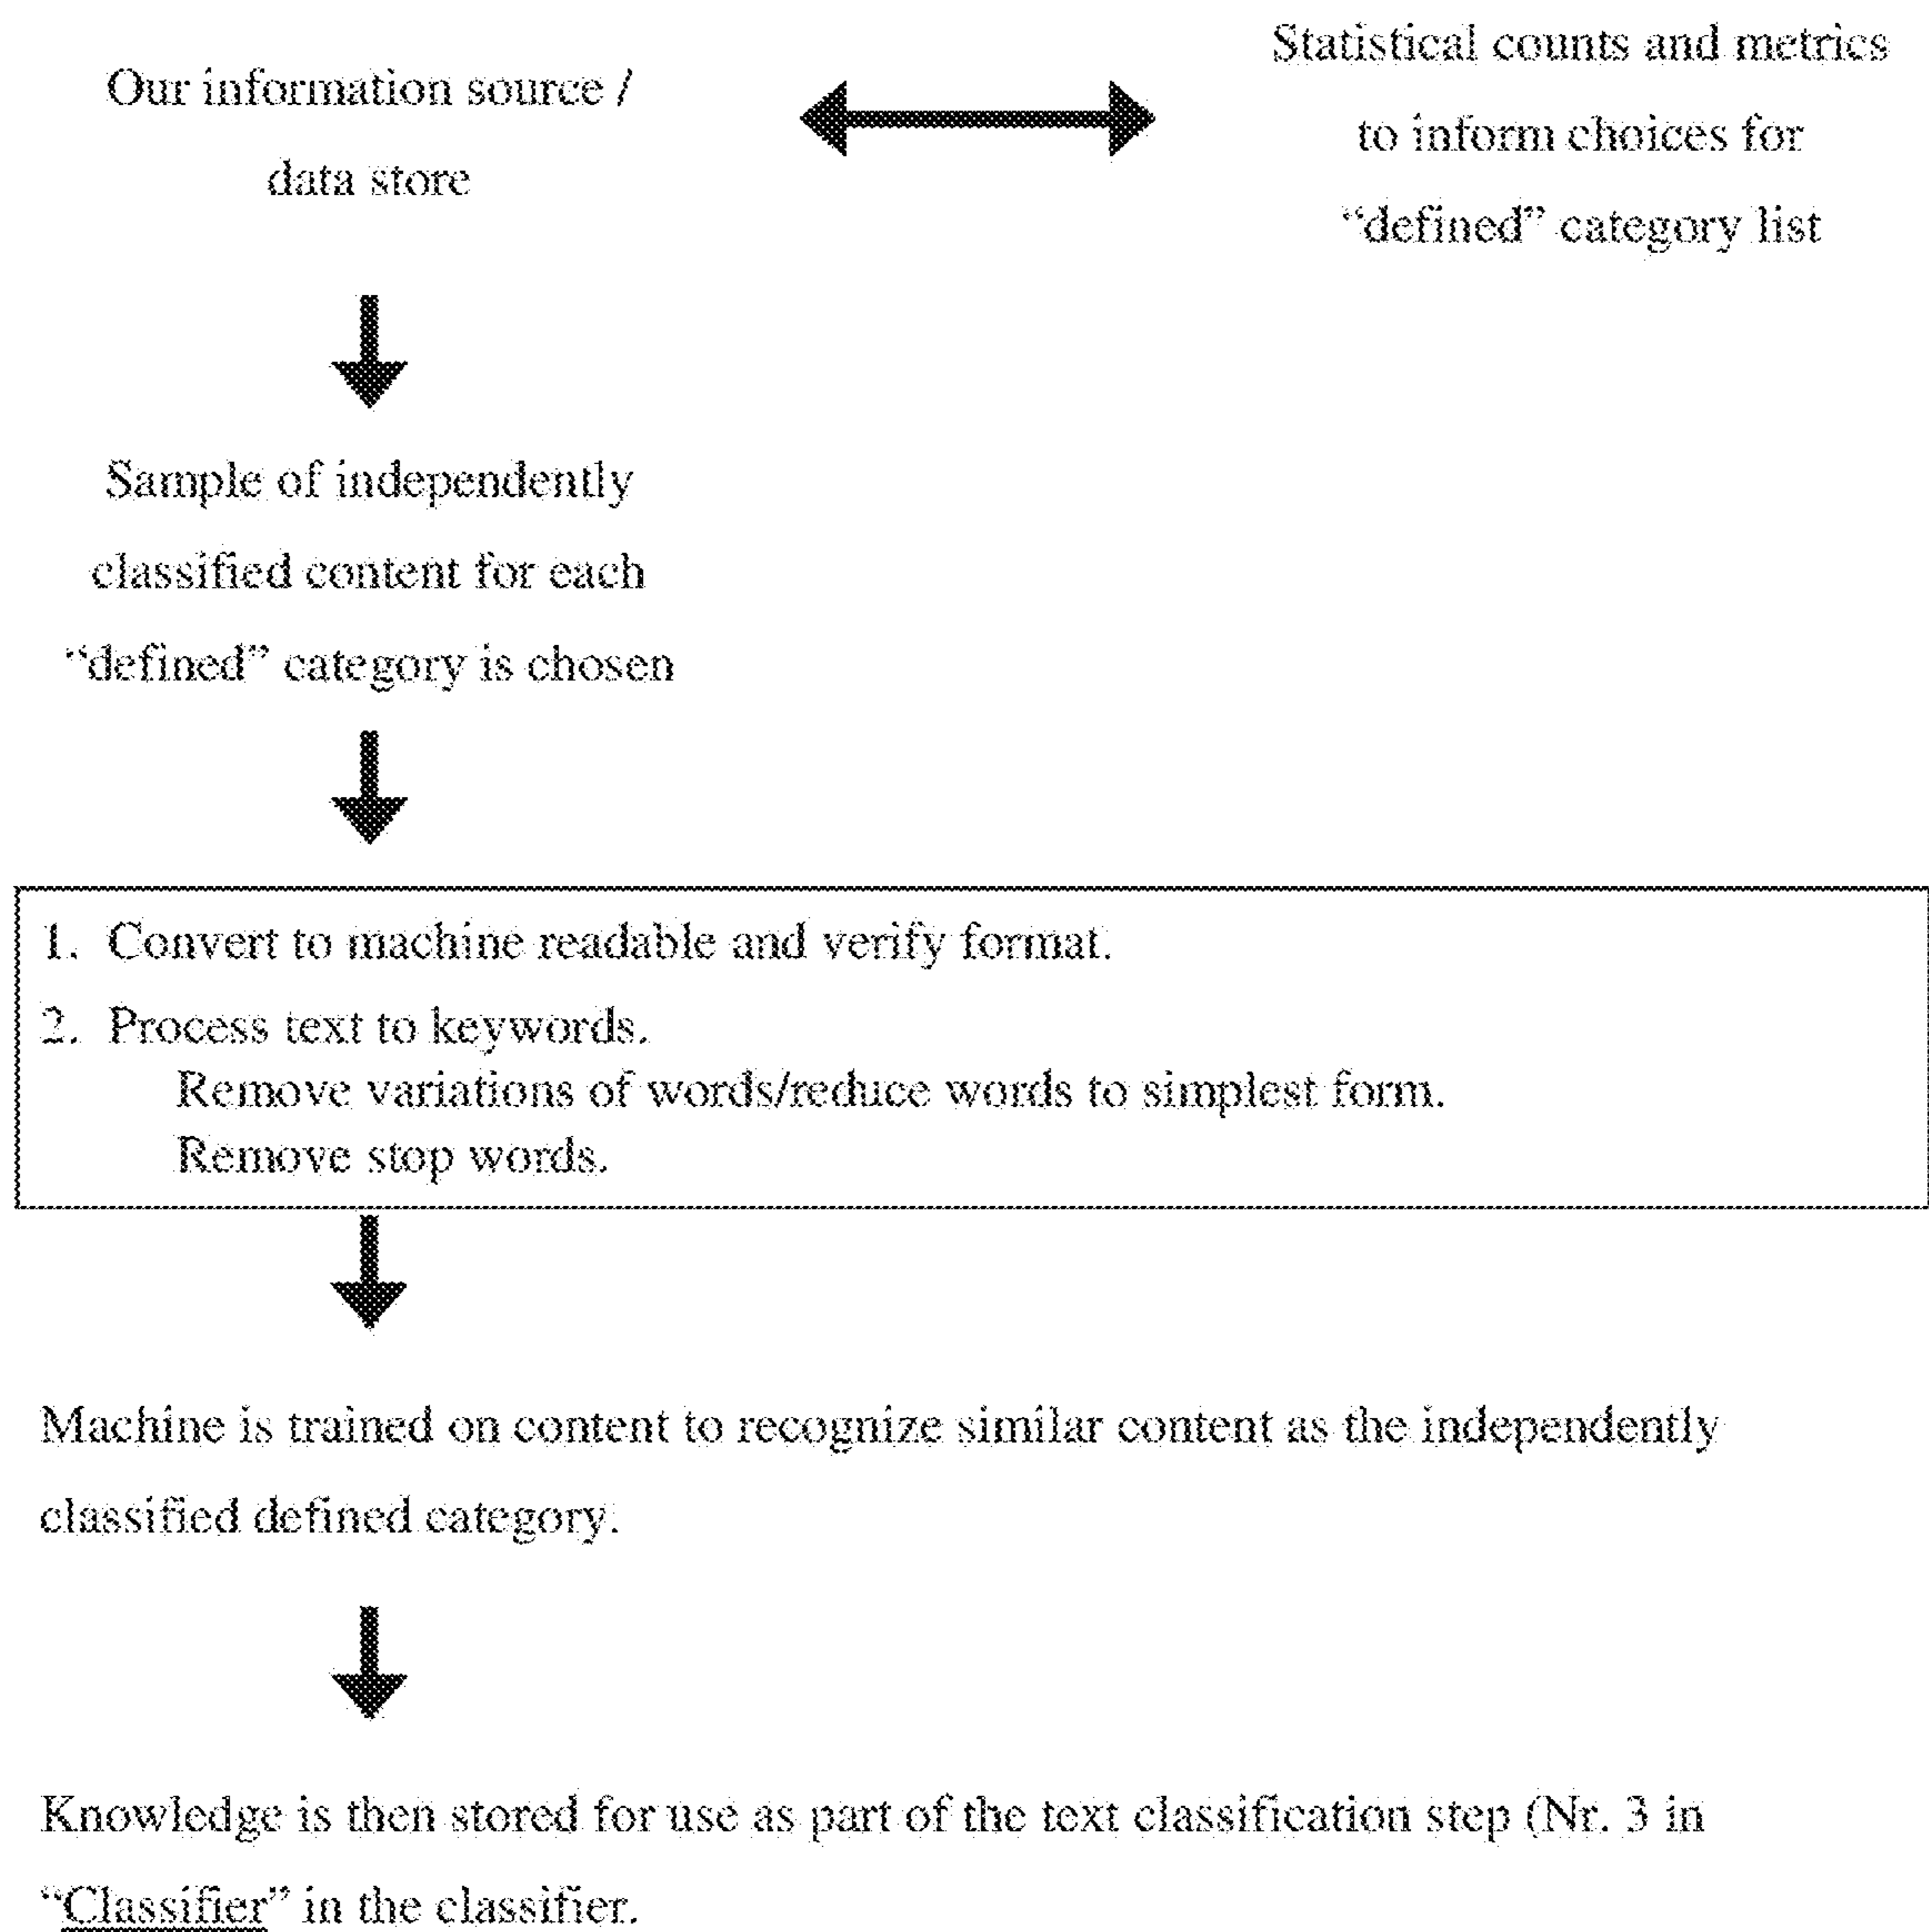 Our information source /
data store
Statistical counts and metrics
to inform choices for
“defined” category list
Sample of independently
classified content for each
“defined” category is chosen
1. Convert to machine readable and verify format.
2. Process text to keywords.
Remove variations of words/reduce words to simplest form.
Remove stop words.
Machine is trained on content to recognize similar content as the independently
classified defined category.
Knowledge is then stored for use as part of the text classification step (Nr. 3 in
“Classifier” in the classifier.